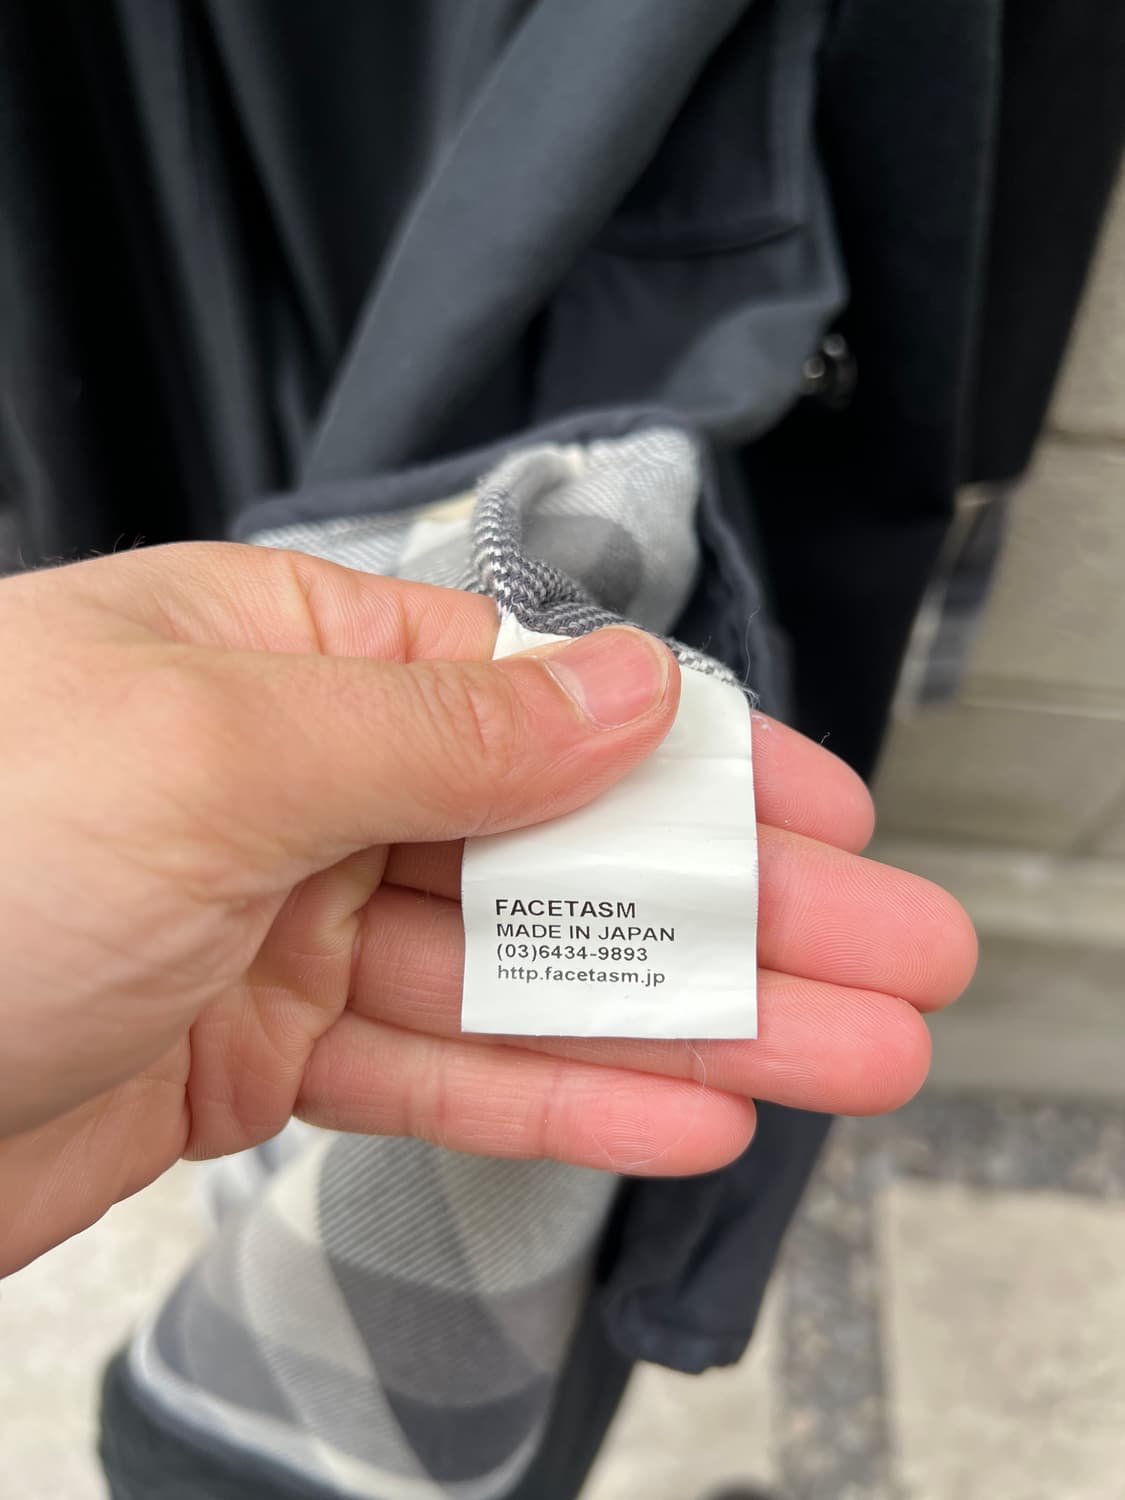 FACETASM
MADE IN JAPAN
(03)6434-9893
http.facetasm.jp